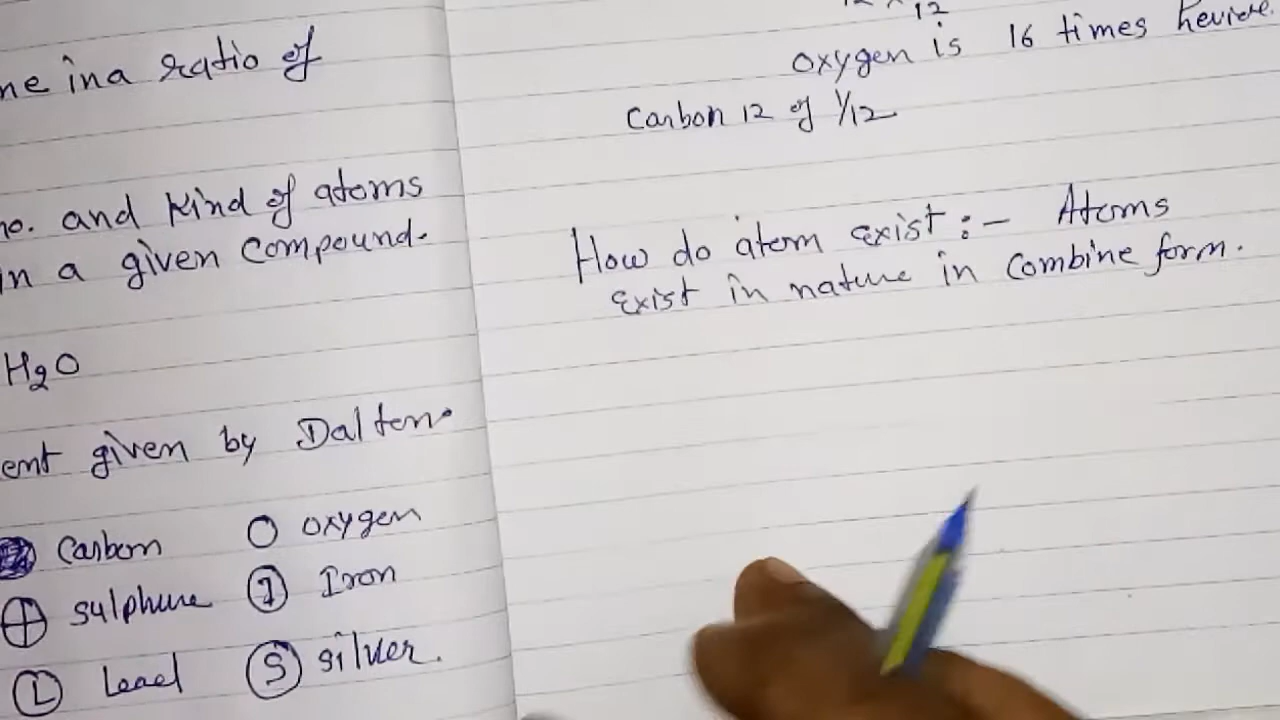 ne in a ratio of
no. and Kind of atoms
in a given compound.
H2O
ent given by Dalton.
Carbon O oxygen
sulphure I Iron
L Lead S silver.
12
oxygen is 16 times
Carbon 12 of 1/12
How do atom exist :- Atoms
exist in nature in combine form.